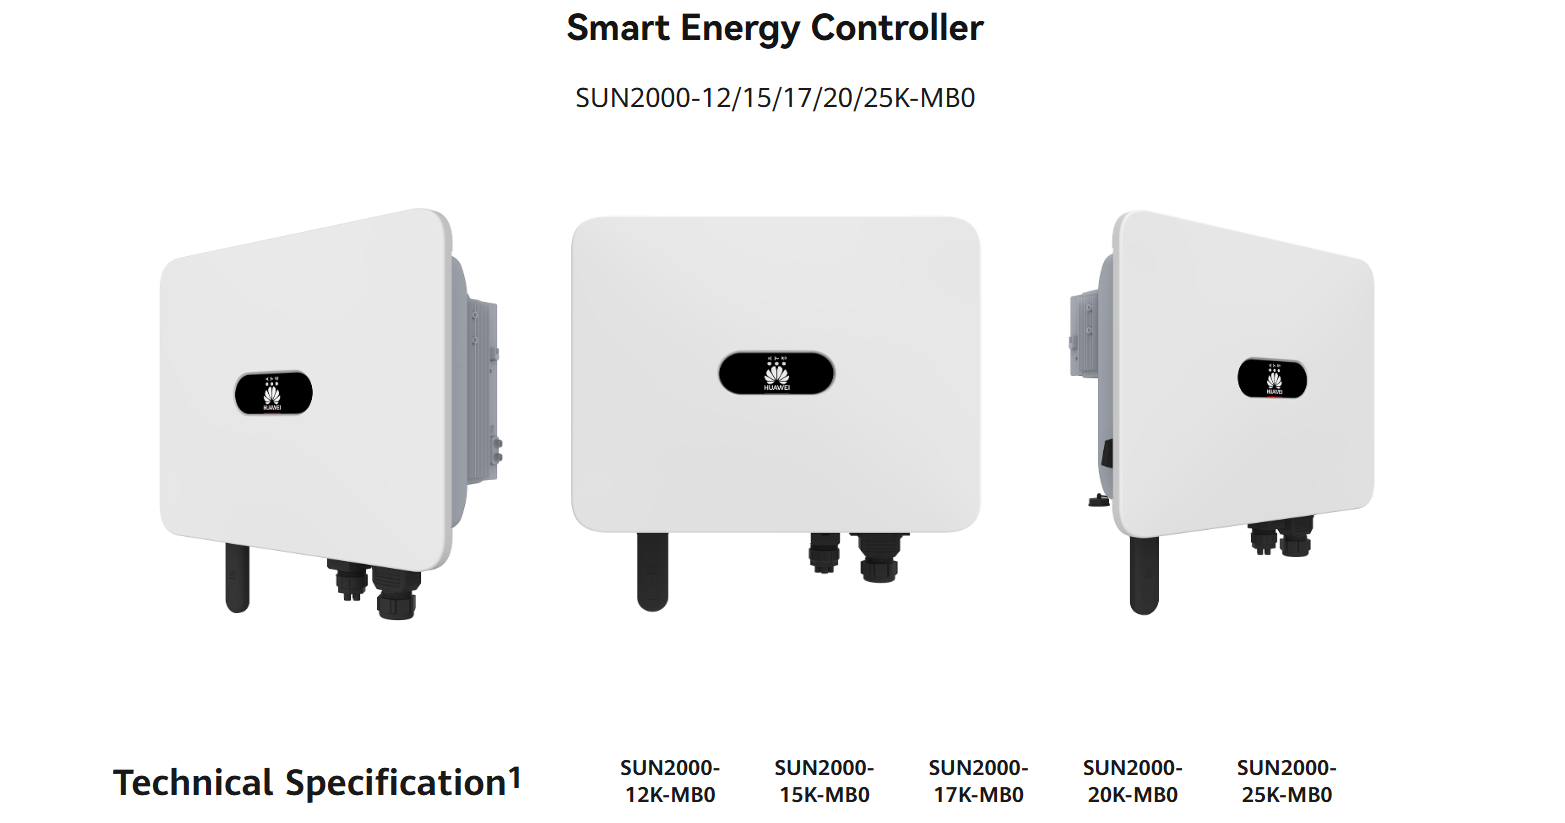 Smart Energy Controller
SUN2000-12/15/17/20/25K-MB0
HUAWEI
HUAWEI
HUAWEI
Technical Specification1
SUN2000-12K-MB0
SUN2000-15K-MB0
SUN2000-17K-MB0
SUN2000-20K-MB0
SUN2000-25K-MB0